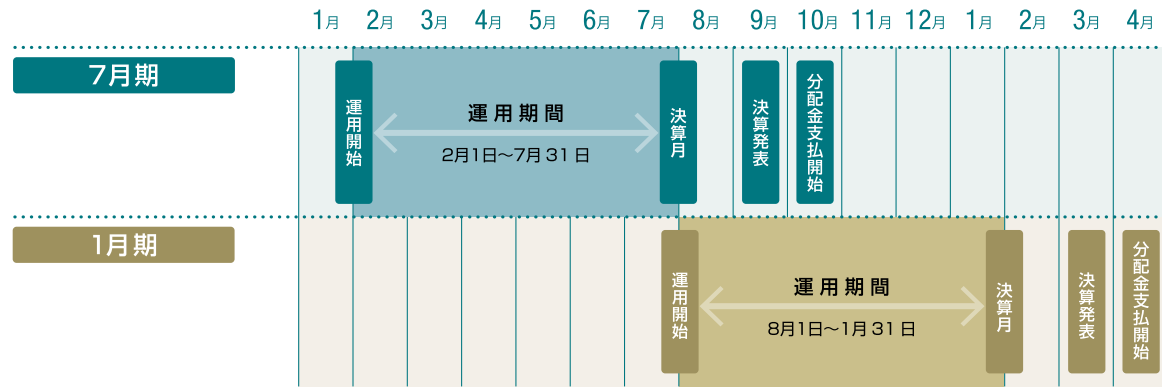 1月 2月 3月 4月 5月 6月 7月 8月 9月 10月 11月 12月 1月 2月 3月 4月
7月期
運用開始
運用期間
2月1日～7月31日
決算月
決算発表
分配金支払開始
1月期
運用開始
運用期間
8月1日～1月31日
決算月
決算発表
分配金支払開始